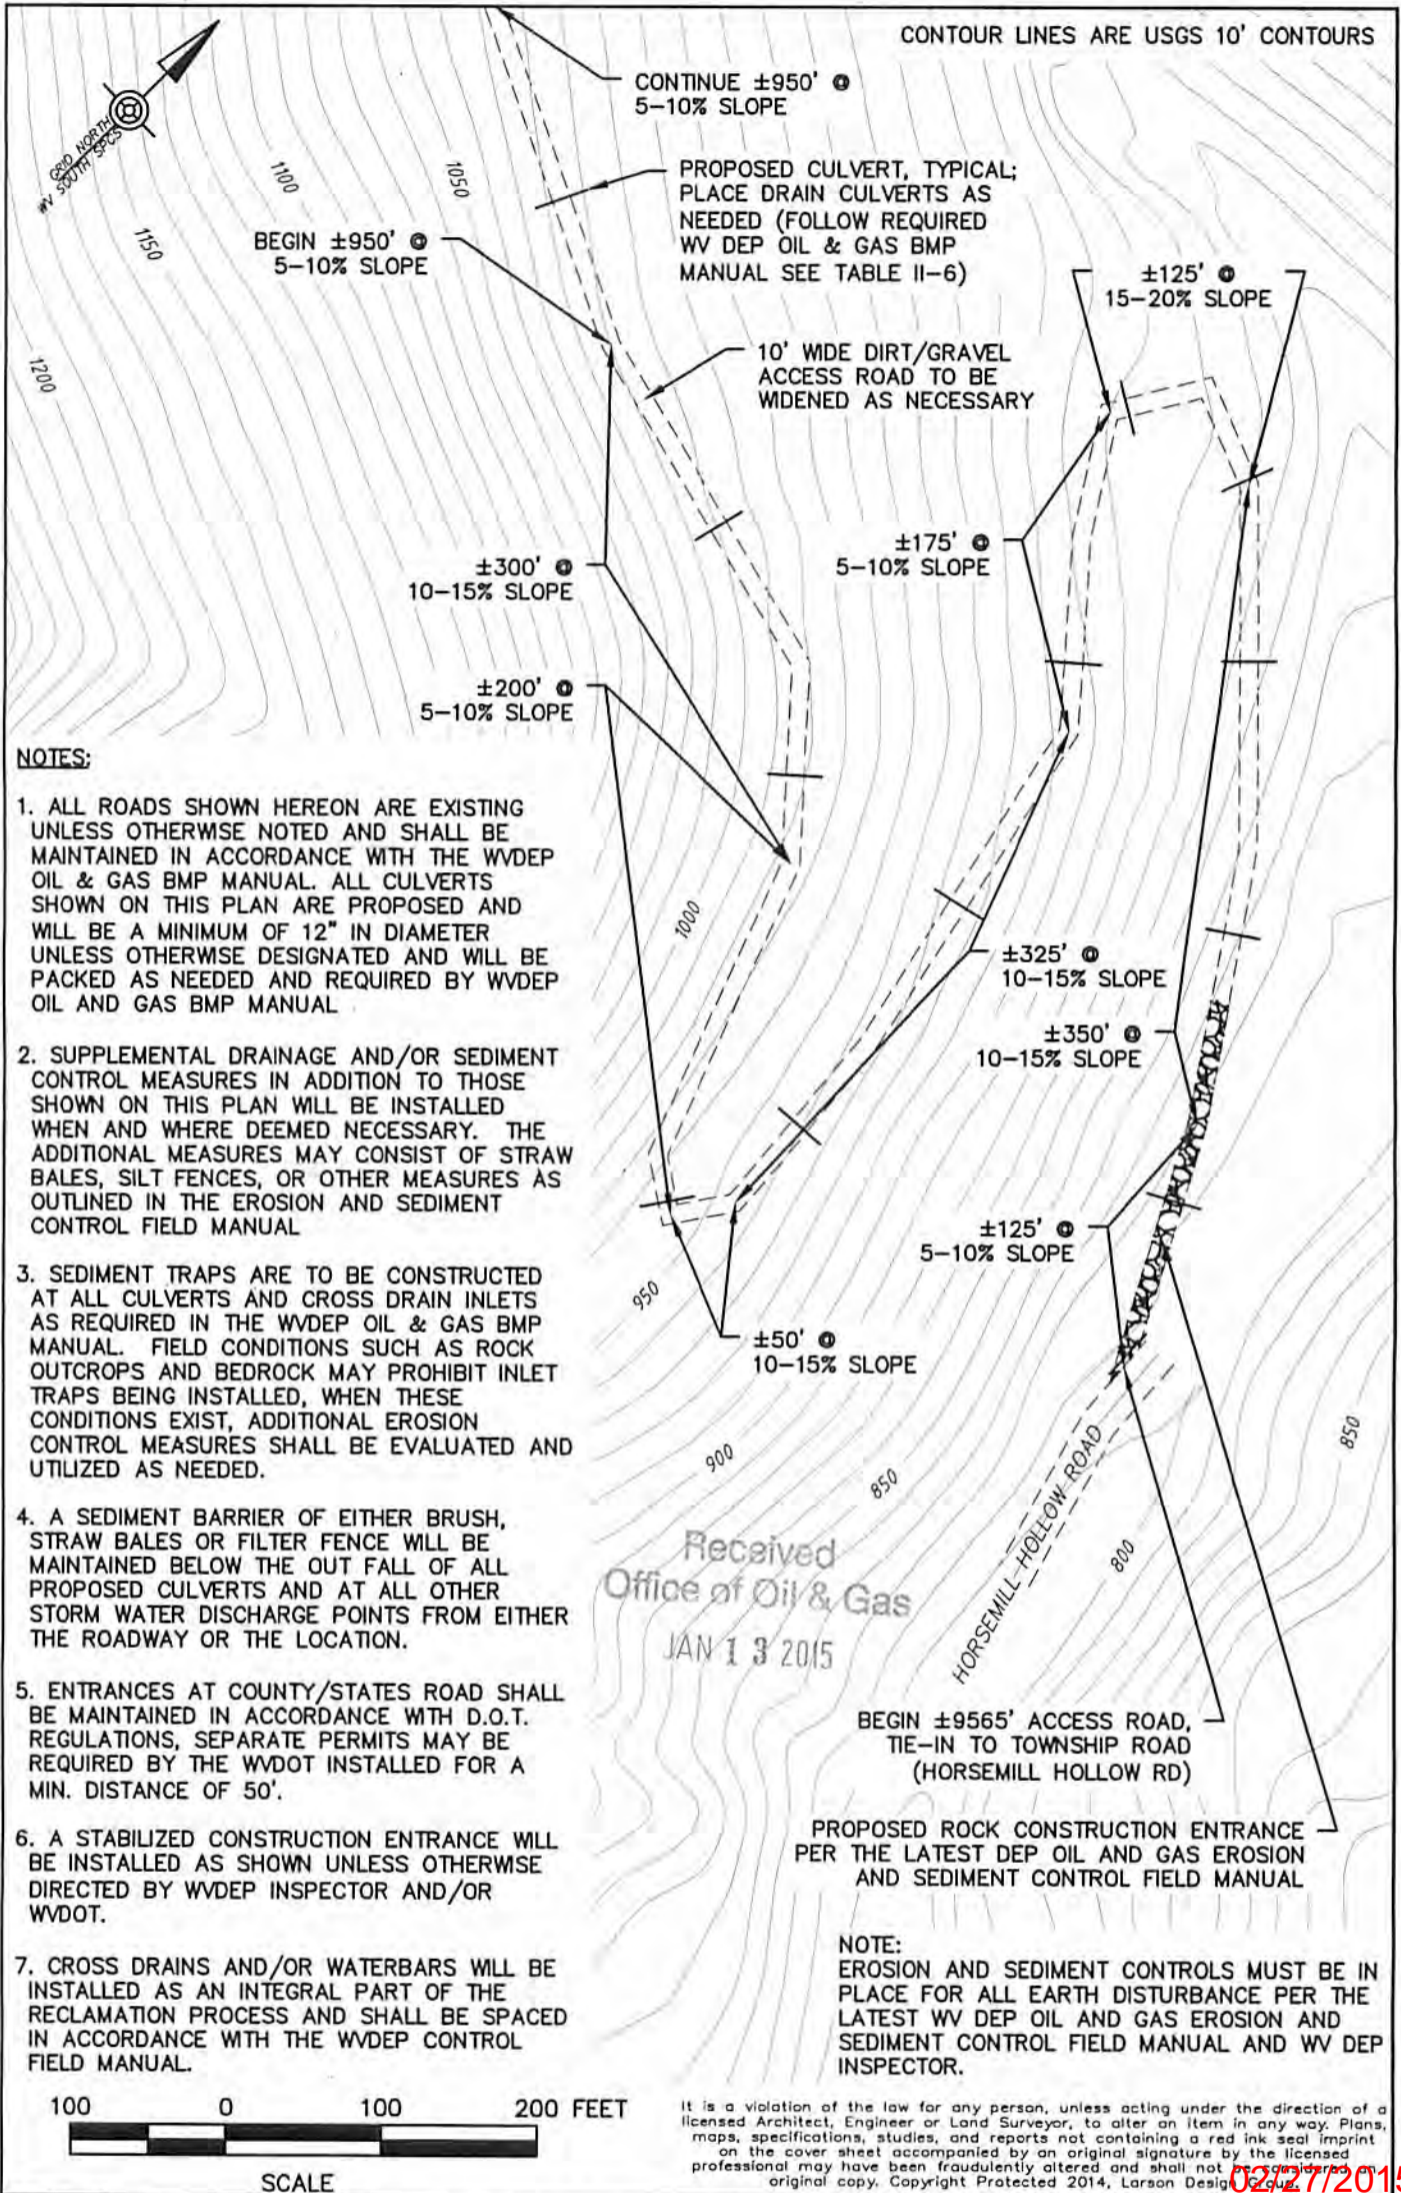 CONTOUR LINES ARE USGS 10' CONTOURS
CONTINUE ±950' @
5–10% SLOPE
GRID NORTH
WV SOUTH SPCS
1100
1050
1150
1200
PROPOSED CULVERT, TYPICAL;
PLACE DRAIN CULVERTS AS
NEEDED (FOLLOW REQUIRED
WV DEP OIL & GAS BMP
MANUAL SEE TABLE II–6)
BEGIN ±950' @
5–10% SLOPE
±125' @
15–20% SLOPE
10' WIDE DIRT/GRAVEL
ACCESS ROAD TO BE
WIDENED AS NECESSARY
±300' @
10–15% SLOPE
±175' @
5–10% SLOPE
±200' @
5–10% SLOPE
NOTES:
1. ALL ROADS SHOWN HEREON ARE EXISTING
UNLESS OTHERWISE NOTED AND SHALL BE
MAINTAINED IN ACCORDANCE WITH THE WVDEP
OIL & GAS BMP MANUAL. ALL CULVERTS
SHOWN ON THIS PLAN ARE PROPOSED AND
WILL BE A MINIMUM OF 12" IN DIAMETER
UNLESS OTHERWISE DESIGNATED AND WILL BE
PACKED AS NEEDED AND REQUIRED BY WVDEP
OIL AND GAS BMP MANUAL
2. SUPPLEMENTAL DRAINAGE AND/OR SEDIMENT
CONTROL MEASURES IN ADDITION TO THOSE
SHOWN ON THIS PLAN WILL BE INSTALLED
WHEN AND WHERE DEEMED NECESSARY. THE
ADDITIONAL MEASURES MAY CONSIST OF STRAW
BALES, SILT FENCES, OR OTHER MEASURES AS
OUTLINED IN THE EROSION AND SEDIMENT
CONTROL FIELD MANUAL
3. SEDIMENT TRAPS ARE TO BE CONSTRUCTED
AT ALL CULVERTS AND CROSS DRAIN INLETS
AS REQUIRED IN THE WVDEP OIL & GAS BMP
MANUAL. FIELD CONDITIONS SUCH AS ROCK
OUTCROPS AND BEDROCK MAY PROHIBIT INLET
TRAPS BEING INSTALLED, WHEN THESE
CONDITIONS EXIST, ADDITIONAL EROSION
CONTROL MEASURES SHALL BE EVALUATED AND
UTILIZED AS NEEDED.
4. A SEDIMENT BARRIER OF EITHER BRUSH,
STRAW BALES OR FILTER FENCE WILL BE
MAINTAINED BELOW THE OUT FALL OF ALL
PROPOSED CULVERTS AND AT ALL OTHER
STORM WATER DISCHARGE POINTS FROM EITHER
THE ROADWAY OR THE LOCATION.
5. ENTRANCES AT COUNTY/STATES ROAD SHALL
BE MAINTAINED IN ACCORDANCE WITH D.O.T.
REGULATIONS, SEPARATE PERMITS MAY BE
REQUIRED BY THE WVDOT INSTALLED FOR A
MIN. DISTANCE OF 50'.
6. A STABILIZED CONSTRUCTION ENTRANCE WILL
BE INSTALLED AS SHOWN UNLESS OTHERWISE
DIRECTED BY WVDEP INSPECTOR AND/OR
WVDOT.
7. CROSS DRAINS AND/OR WATERBARS WILL BE
INSTALLED AS AN INTEGRAL PART OF THE
RECLAMATION PROCESS AND SHALL BE SPACED
IN ACCORDANCE WITH THE WVDEP CONTROL
FIELD MANUAL.
1000
±325' @
10–15% SLOPE
±350' @
10–15% SLOPE
±125' @
5–10% SLOPE
950
±50' @
10–15% SLOPE
900
850
800
850
HORSEMILL HOLLOW ROAD
Received
Office of Oil & Gas
JAN 13 2015
BEGIN ±9565' ACCESS ROAD,
TIE–IN TO TOWNSHIP ROAD
(HORSEMILL HOLLOW RD)
PROPOSED ROCK CONSTRUCTION ENTRANCE
PER THE LATEST DEP OIL AND GAS EROSION
AND SEDIMENT CONTROL FIELD MANUAL
NOTE:
EROSION AND SEDIMENT CONTROLS MUST BE IN
PLACE FOR ALL EARTH DISTURBANCE PER THE
LATEST WV DEP OIL AND GAS EROSION AND
SEDIMENT CONTROL FIELD MANUAL AND WV DEP
INSPECTOR.
100 0 100 200 FEET
SCALE
It is a violation of the law for any person, unless acting under the direction of a
licensed Architect, Engineer or Land Surveyor, to alter an item in any way. Plans,
maps, specifications, studies, and reports not containing a red ink seal imprint
on the cover sheet accompanied by an original signature by the licensed
professional may have been fraudulently altered and shall not be considered an
original copy. Copyright Protected 2014, Larson Design Group.
02/27/2015